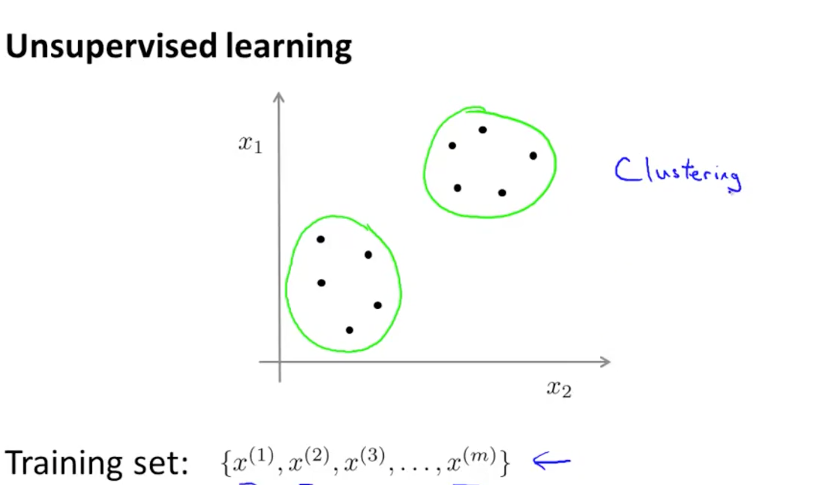 Unsupervised learning
x₁
Clustering
x₂
Training set: {x⁽¹⁾, x⁽²⁾, x⁽³⁾, . . . , x⁽ᵐ⁾} ←